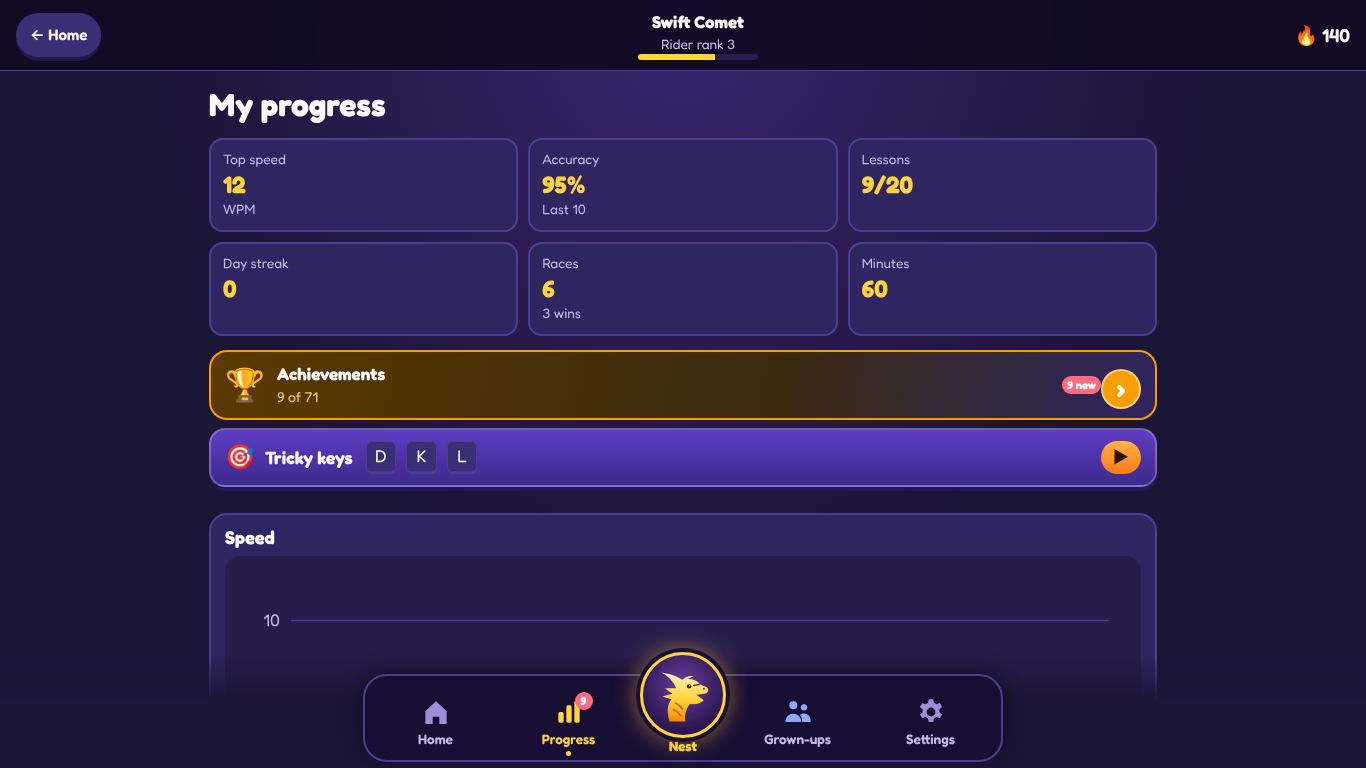 ← Home
Swift Comet
Rider rank 3
🔥 140
My progress
Top speed
12
WPM
Accuracy
95%
Last 10
Lessons
9/20
Day streak
0
Races
6
3 wins
Minutes
60
Achievements
9 of 71
9 new
Tricky keys D K L
Speed
10
Home
9
Progress
Nest
Grown-ups
Settings